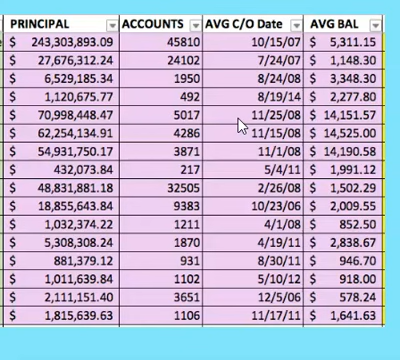 PRINCIPAL ACCOUNTS AVG C/O Date AVG BAL
$ 243,303,893.09 45810 10/15/07 $ 5,311.15
$ 27,676,312.24 24102 7/24/07 $ 1,148.30
$ 6,529,185.34 1950 8/24/08 $ 3,348.30
$ 1,120,675.77 492 8/19/14 $ 2,277.80
$ 70,998,448.47 5017 11/25/08 $ 14,151.57
$ 62,254,134.91 4286 11/15/08 $ 14,525.00
$ 54,931,750.17 3871 11/1/08 $ 14,190.58
$ 432,073.84 217 5/4/11 $ 1,991.12
$ 48,831,881.18 32505 2/26/08 $ 1,502.29
$ 18,855,643.84 9383 10/23/06 $ 2,009.55
$ 1,032,374.22 1211 4/1/08 $ 852.50
$ 5,308,308.24 1870 4/19/11 $ 2,838.67
$ 881,379.12 931 8/30/11 $ 946.70
$ 1,011,639.84 1102 5/10/12 $ 918.00
$ 2,111,151.40 3651 12/5/06 $ 578.24
$ 1,815,639.63 1106 11/17/11 $ 1,641.63